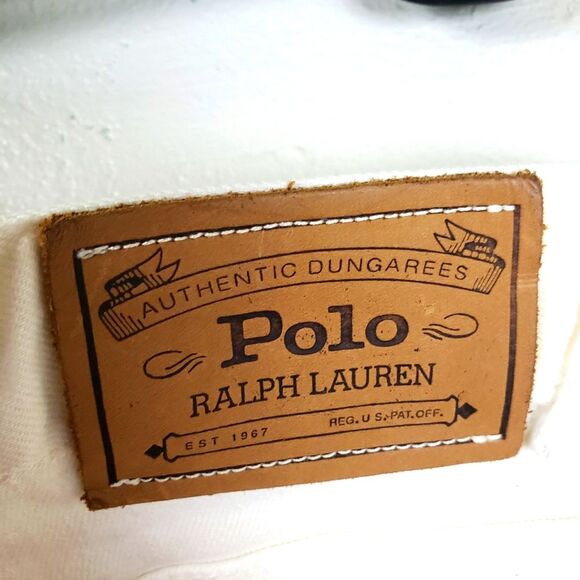 AUTHENTIC DUNGAREES
Polo
RALPH LAUREN
EST 1967 REG. U S. PAT. OFF.